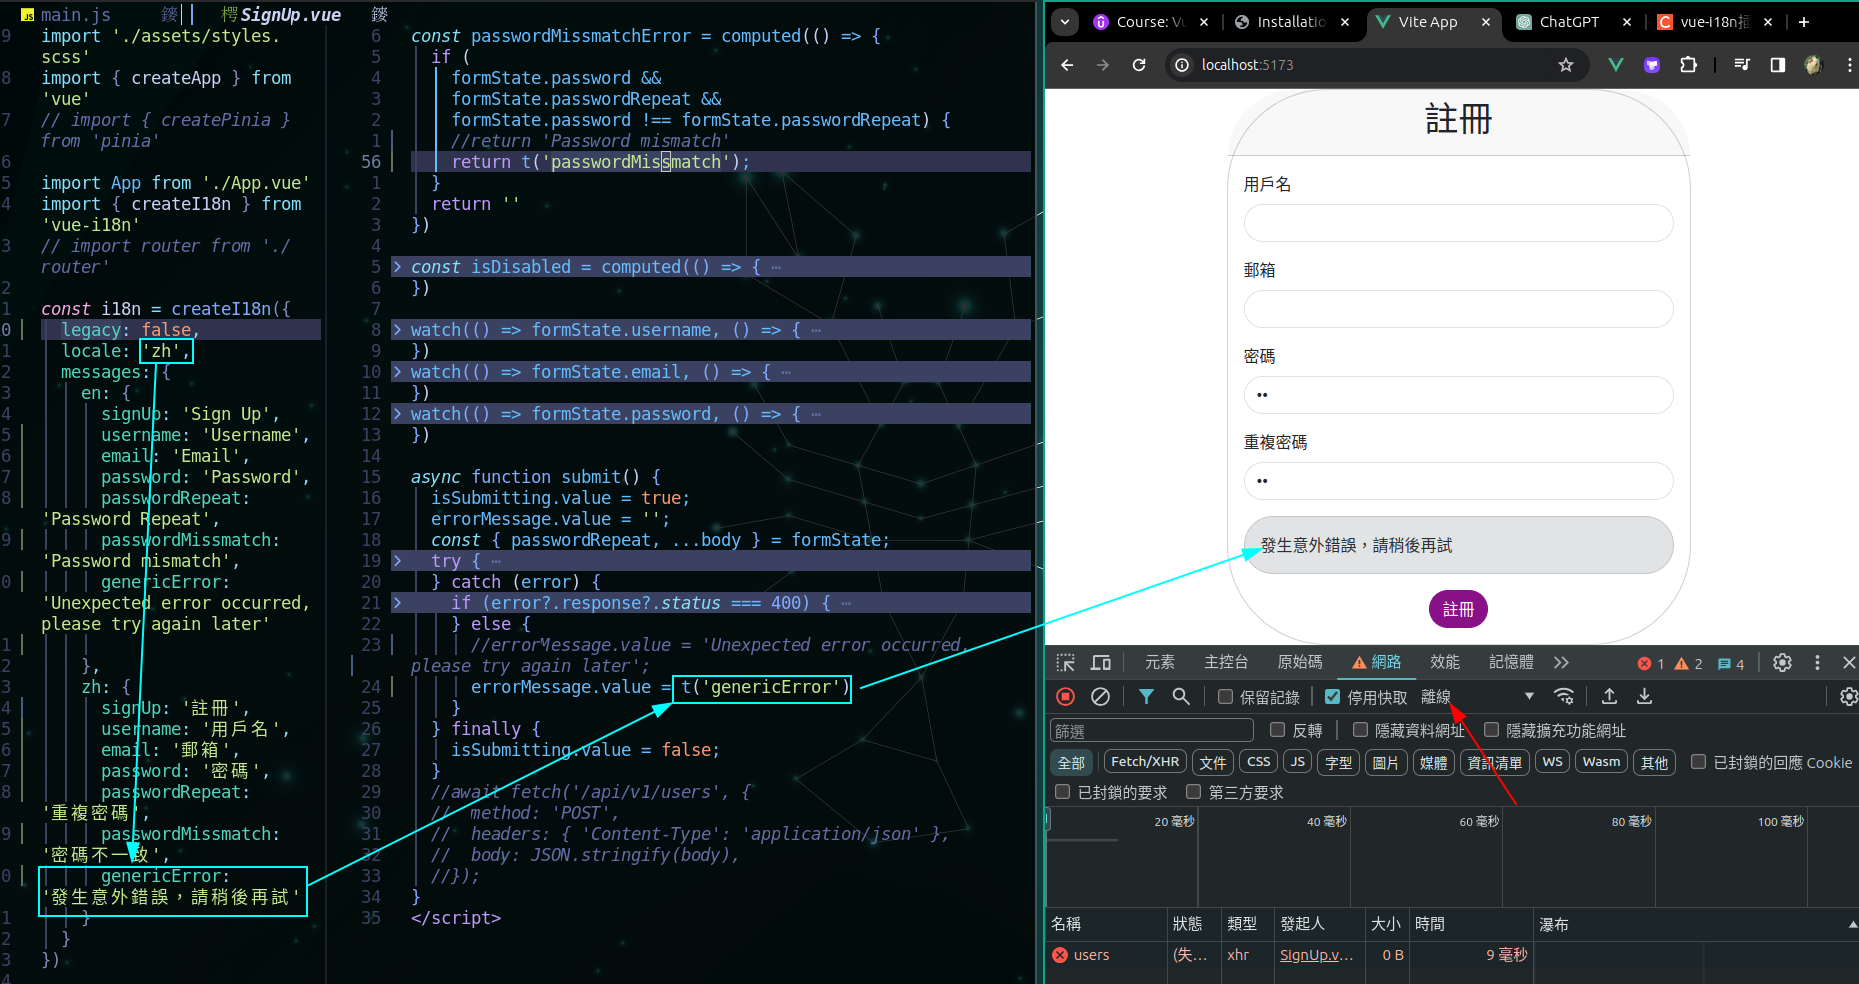 main.js
SignUp.vue
9 import './assets/styles.
scss'
8 import { createApp } from
'vue'
7 // import { createPinia }
from 'pinia'
6
5 import App from './App.vue'
4 import { createI18n } from
'vue-i18n'
3 // import router from './
router'
2
1 const i18n = createI18n({
0 legacy: false,
1 locale: 'zh',
2 messages: {
3 en: {
4 signUp: 'Sign Up',
5 username: 'Username',
6 email: 'Email',
7 password: 'Password',
8 passwordRepeat:
'Password Repeat',
9 passwordMissmatch:
'Password mismatch',
0 genericError:
'Unexpected error occurred,
please try again later'
1
2 },
3 zh: {
4 signUp: '註冊',
5 username: '用戶名',
6 email: '郵箱',
7 password: '密碼',
8 passwordRepeat:
'重複密碼',
9 passwordMissmatch:
'密碼不一致',
0 genericError:
'發生意外錯誤，請稍後再試'
1 }
2 }
3 })
4
6 const passwordMissmatchError = computed(() => {
5 if (
4 formState.password &&
3 formState.passwordRepeat &&
2 formState.password !== formState.passwordRepeat) {
1 //return 'Password mismatch'
56 return t('passwordMissmatch');
1 }
2 return ''
3 })
4
5 const isDisabled = computed(() => { ⋯
6 })
7
8 watch(() => formState.username, () => { ⋯
9 })
10 watch(() => formState.email, () => { ⋯
11 })
12 watch(() => formState.password, () => { ⋯
13 })
14
15 async function submit() {
16 isSubmitting.value = true;
17 errorMessage.value = '';
18 const { passwordRepeat, ...body } = formState;
19 try { ⋯
20 } catch (error) {
21 if (error?.response?.status === 400) { ⋯
22 } else {
23 //errorMessage.value = 'Unexpected error occurred,
please try again later';
24 errorMessage.value = t('genericError')
25 }
26 } finally {
27 isSubmitting.value = false;
28 }
29 //await fetch('/api/v1/users', {
30 // method: 'POST',
31 // headers: { 'Content-Type': 'application/json' },
32 // body: JSON.stringify(body),
33 //});
34 }
35 </script>
Course: Vu
Installatio
Vite App
ChatGPT
vue-i18n插
localhost:5173
註冊
用戶名
郵箱
密碼
••
重複密碼
••
發生意外錯誤，請稍後再試
註冊
元素 主控台 原始碼 網路 效能 記憶體 1 2 4
保留記錄 停用快取 離線
篩選 反轉 隱藏資料網址 隱藏擴充功能網址
全部 Fetch/XHR 文件 CSS JS 字型 圖片 媒體 資訊清單 WS Wasm 其他 已封鎖的回應 Cookie
已封鎖的要求 第三方要求
20 毫秒 40 毫秒 60 毫秒 80 毫秒 100 毫秒
名稱 狀態 類型 發起人 大小 時間 瀑布
users (失... xhr SignUp.v... 0 B 9 毫秒